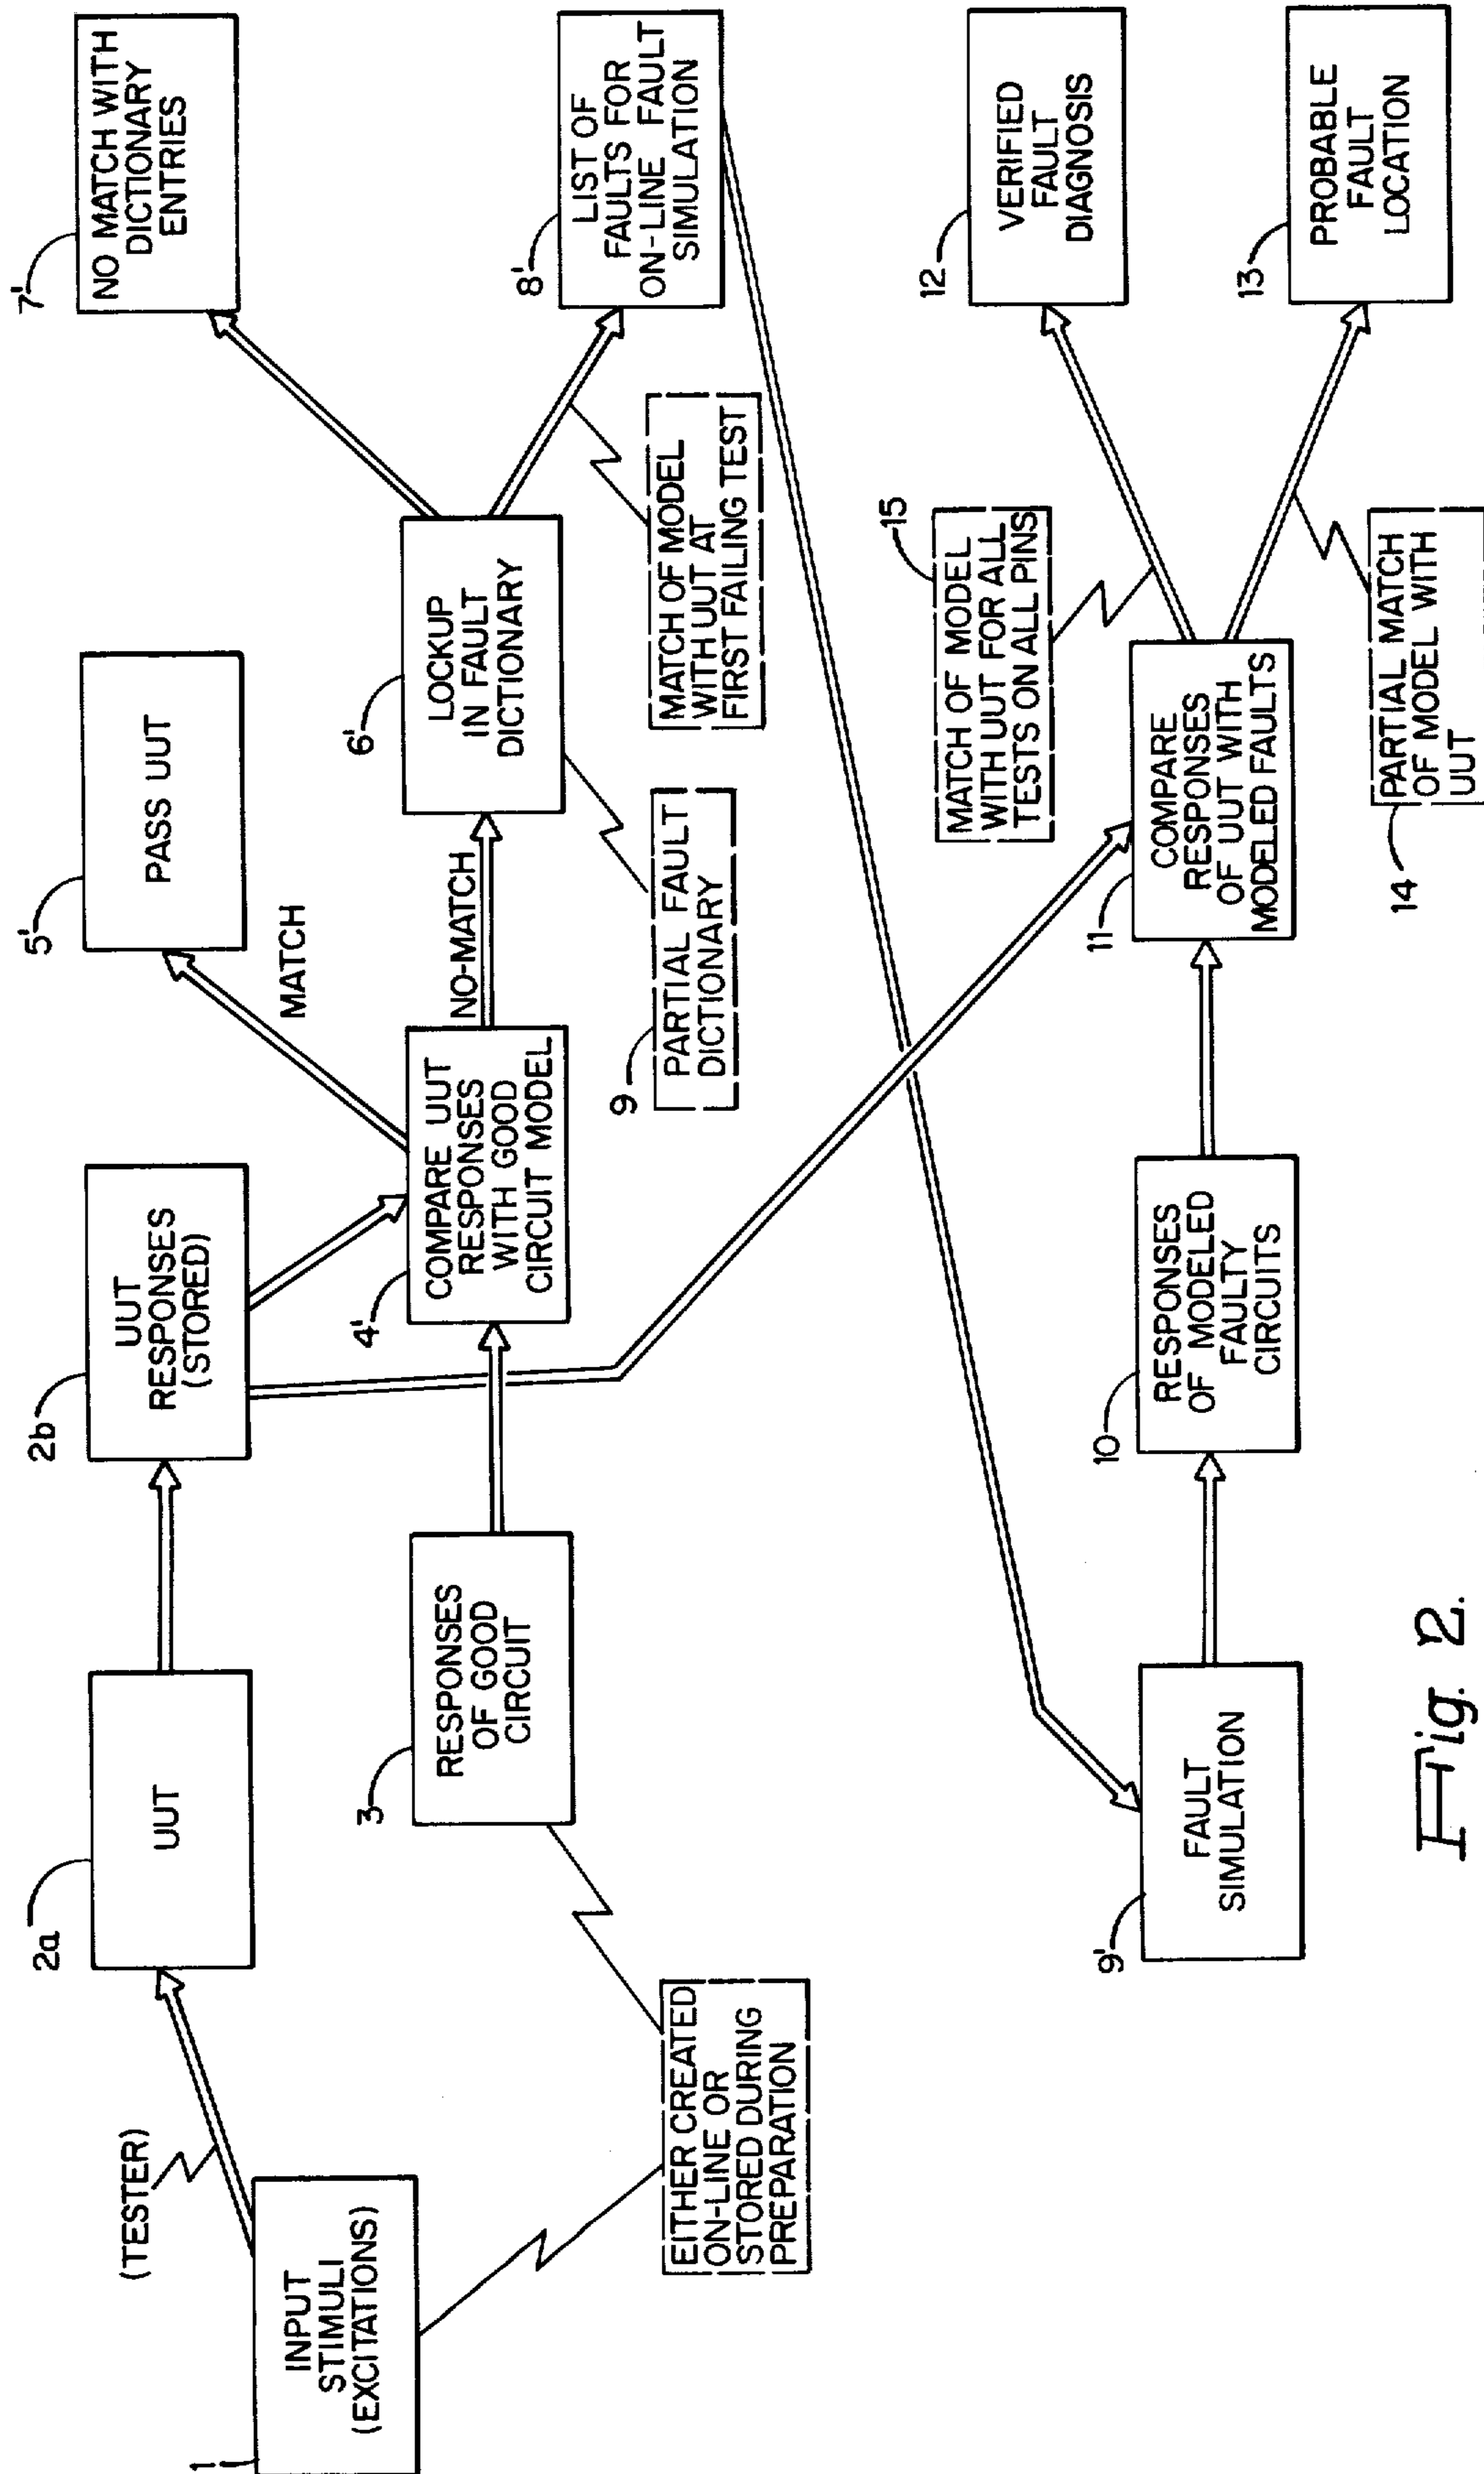 1
INPUT
STIMULI
(EXCITATIONS)
(TESTER)
2a
UUT
2b
UUT
RESPONSES
(STORED)
3
RESPONSES
OF GOOD
CIRCUIT
EITHER CREATED
ON-LINE OR
STORED DURING
PREPARATION
4'
COMPARE UUT
RESPONSES
WITH GOOD
CIRCUIT MODEL
MATCH
5'
PASS UUT
NO-MATCH
6'
LOCKUP
IN FAULT
DICTIONARY
9
PARTIAL FAULT
DICTIONARY
7'
NO MATCH WITH
DICTIONARY
ENTRIES
MATCH OF MODEL
WITH UUT AT
FIRST FAILING TEST
8'
LIST OF
FAULTS FOR
ON-LINE FAULT
SIMULATION
9'
FAULT
SIMULATION
10
RESPONSES
OF MODELED
FAULTY
CIRCUITS
11
COMPARE
RESPONSES
OF UUT WITH
MODELED FAULTS
15
MATCH OF MODEL
WITH UUT FOR ALL
TESTS ON ALL PINS
12
VERIFIED
FAULT
DIAGNOSIS
14
PARTIAL MATCH
OF MODEL WITH
UUT
13
PROBABLE
FAULT
LOCATION
Fig. 2.